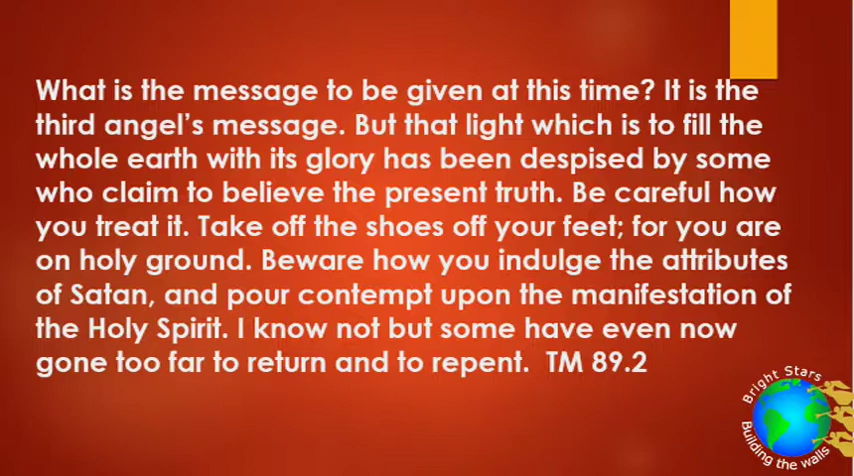 What is the message to be given at this time? It is the
third angel's message. But that light which is to fill the
whole earth with its glory has been despised by some
who claim to believe the present truth. Be careful how
you treat it. Take off the shoes off your feet; for you are
on holy ground. Beware how you indulge the attributes
of Satan, and pour contempt upon the manifestation of
the Holy Spirit. I know not but some have even now
gone too far to return and to repent.  TM 89.2
Bright Stars
Building the walls